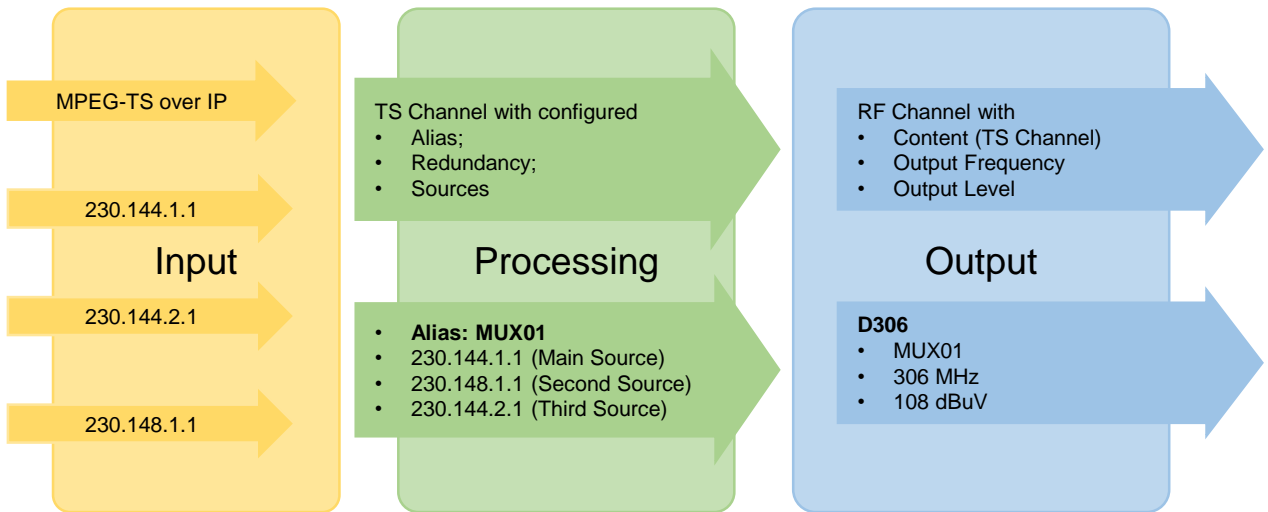 MPEG-TS over IP
230.144.1.1
Input
230.144.2.1
230.148.1.1
TS Channel with configured
• Alias;
• Redundancy;
• Sources
Processing
• Alias: MUX01
• 230.144.1.1 (Main Source)
• 230.148.1.1 (Second Source)
• 230.144.2.1 (Third Source)
RF Channel with
• Content (TS Channel)
• Output Frequency
• Output Level
Output
D306
• MUX01
• 306 MHz
• 108 dBuV